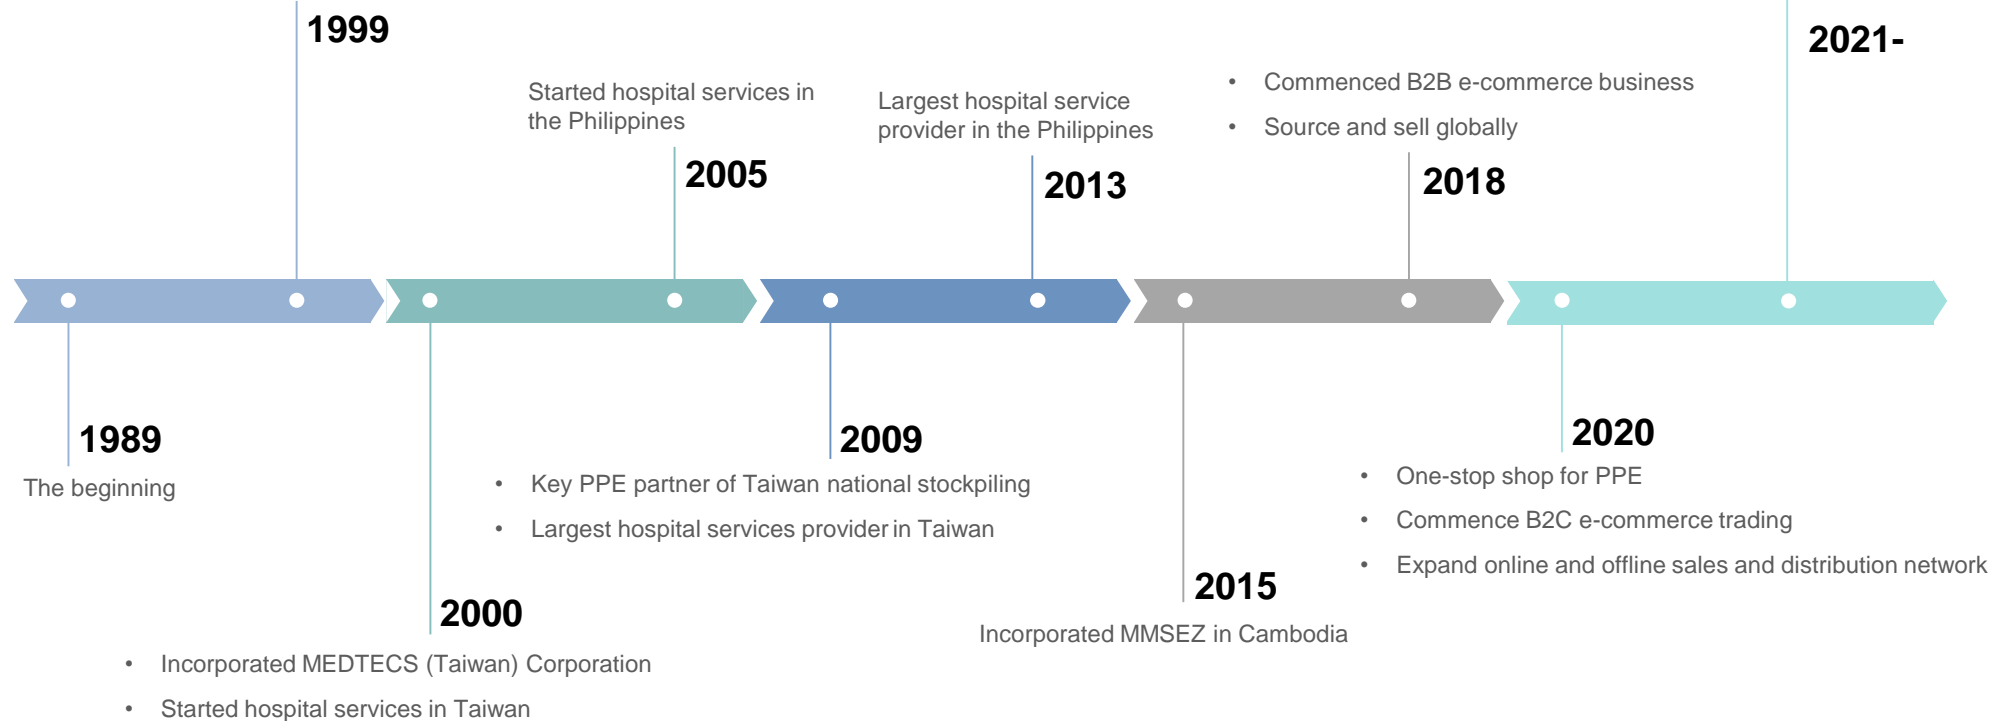 1999
2021-
Started hospital services in
the Philippines
2005
Largest hospital service
provider in the Philippines
2013
• Commenced B2B e-commerce business
• Source and sell globally
2018
1989
The beginning
2009
• Key PPE partner of Taiwan national stockpiling
• Largest hospital services provider in Taiwan
2020
• One-stop shop for PPE
• Commence B2C e-commerce trading
• Expand online and offline sales and distribution network
2015
Incorporated MMSEZ in Cambodia
2000
• Incorporated MEDTECS (Taiwan) Corporation
• Started hospital services in Taiwan